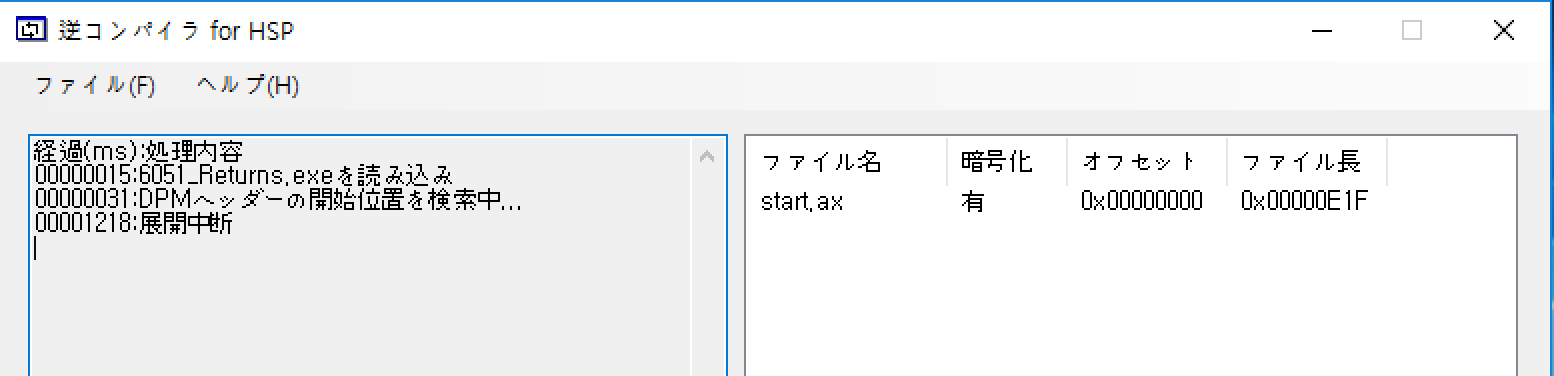 逆コンパイラ for HSP
ファイル(F) ヘルプ(H)
経過(ms):処理内容
00000015:6051_Returns.exeを読み込み
00000031:DPMヘッダーの開始位置を検索中...
00001218:展開中断
ファイル名 暗号化 オフセット ファイル長
start.ax 有 0x00000000 0x00000E1F